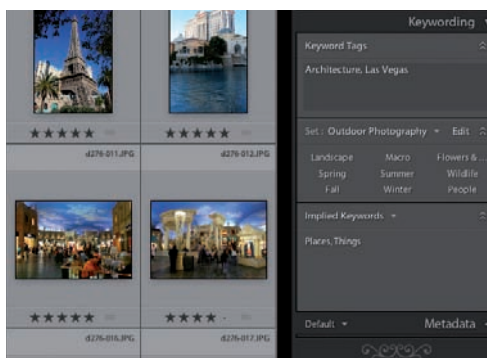 Keywording
Keyword Tags
Architecture, Las Vegas
Set : Outdoor Photography Edit
Landscape Macro Flowers & ...
Spring Summer Wildlife
Fall Winter People
Implied Keywords
Places, Things
Default Metadata
d276-011.JPG d276-012.JPG
d276-016.JPG d276-017.JPG